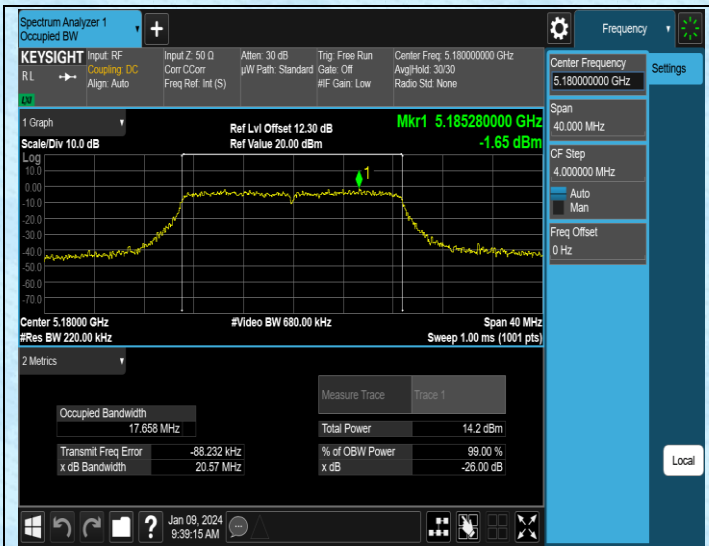 Spectrum Analyzer 1
Occupied BW
Frequency
KEYSIGHT
RL
LXI
Input: RF
Coupling: DC
Align: Auto
Input Z: 50 Ω
Corr CCorr
Freq Ref: Int (S)
Atten: 30 dB
µW Path: Standard
Trig: Free Run
Gate: Off
#IF Gain: Low
Center Freq: 5.180000000 GHz
Avg|Hold: 30/30
Radio Std: None
Center Frequency
5.180000000 GHz
Settings
Span
40.000 MHz
CF Step
4.000000 MHz
Auto
Man
Freq Offset
0 Hz
Local
1 Graph
Scale/Div 10.0 dB
Ref Lvl Offset 12.30 dB
Ref Value 20.00 dBm
Mkr1 5.185280000 GHz
-1.65 dBm
Log
10.0
0.00
-10.0
-20.0
-30.0
-40.0
-50.0
-60.0
-70.0
1
Center 5.18000 GHz
#Res BW 220.00 kHz
#Video BW 680.00 kHz
Span 40 MHz
Sweep 1.00 ms (1001 pts)
2 Metrics
Measure Trace
Trace 1
Occupied Bandwidth
17.658 MHz
Total Power
14.2 dBm
Transmit Freq Error
-88.232 kHz
% of OBW Power
99.00 %
x dB Bandwidth
20.57 MHz
x dB
-26.00 dB
?
Jan 09, 2024
9:39:15 AM